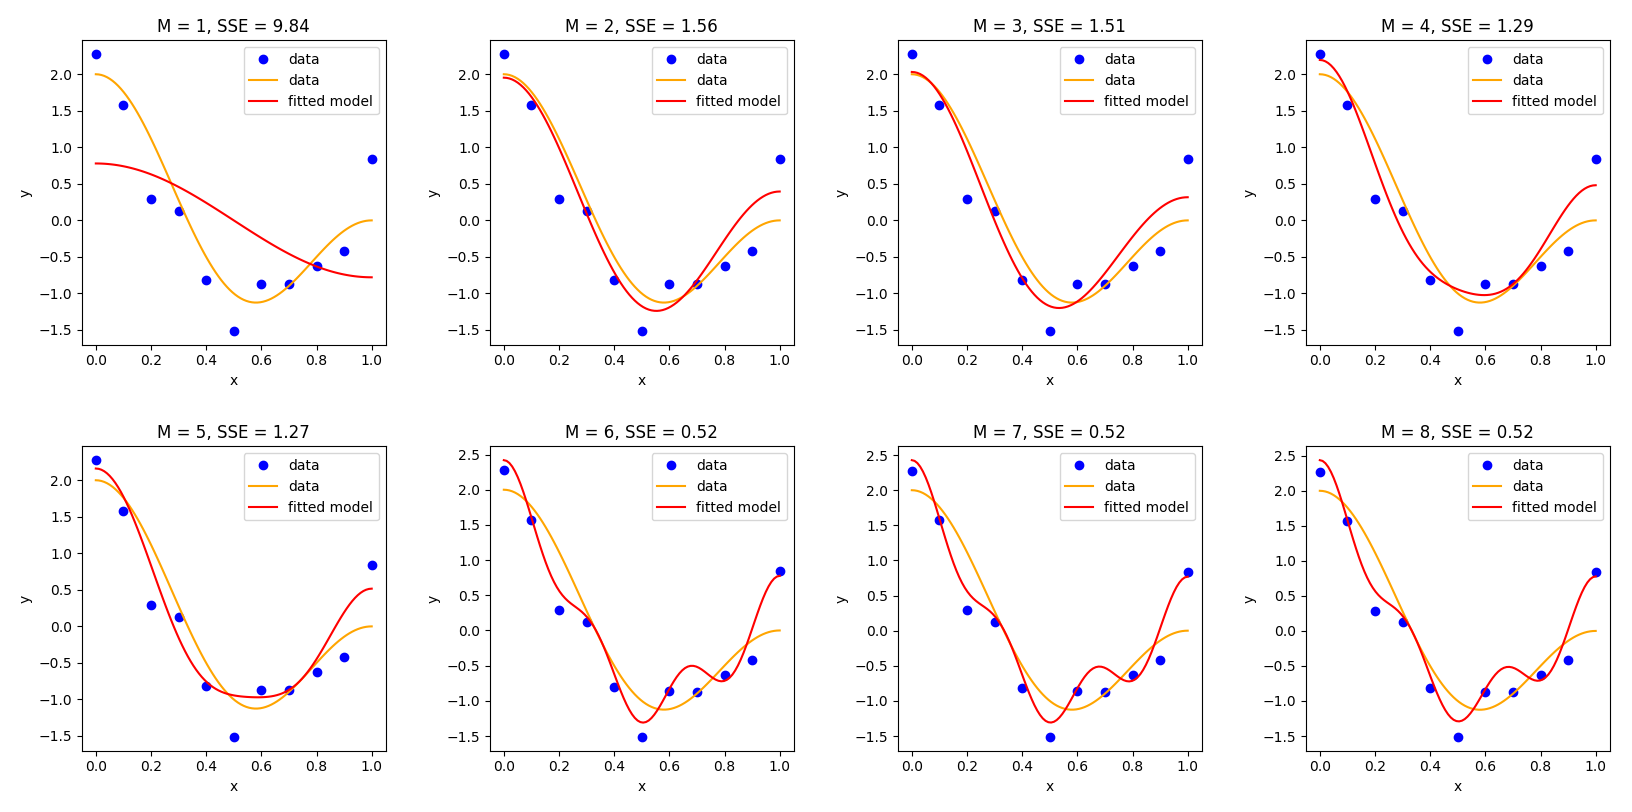 M = 1, SSE = 9.84
data
data
fitted model
2.0
1.5
1.0
0.5
0.0
−0.5
−1.0
−1.5
y
0.0 0.2 0.4 0.6 0.8 1.0
x
M = 2, SSE = 1.56
data
data
fitted model
2.0
1.5
1.0
0.5
0.0
−0.5
−1.0
−1.5
y
0.0 0.2 0.4 0.6 0.8 1.0
x
M = 3, SSE = 1.51
data
data
fitted model
2.0
1.5
1.0
0.5
0.0
−0.5
−1.0
−1.5
y
0.0 0.2 0.4 0.6 0.8 1.0
x
M = 4, SSE = 1.29
data
data
fitted model
2.0
1.5
1.0
0.5
0.0
−0.5
−1.0
−1.5
y
0.0 0.2 0.4 0.6 0.8 1.0
x
M = 5, SSE = 1.27
data
data
fitted model
2.0
1.5
1.0
0.5
0.0
−0.5
−1.0
−1.5
y
0.0 0.2 0.4 0.6 0.8 1.0
x
M = 6, SSE = 0.52
data
data
fitted model
2.5
2.0
1.5
1.0
0.5
0.0
−0.5
−1.0
−1.5
y
0.0 0.2 0.4 0.6 0.8 1.0
x
M = 7, SSE = 0.52
data
data
fitted model
2.5
2.0
1.5
1.0
0.5
0.0
−0.5
−1.0
−1.5
y
0.0 0.2 0.4 0.6 0.8 1.0
x
M = 8, SSE = 0.52
data
data
fitted model
2.5
2.0
1.5
1.0
0.5
0.0
−0.5
−1.0
−1.5
y
0.0 0.2 0.4 0.6 0.8 1.0
x